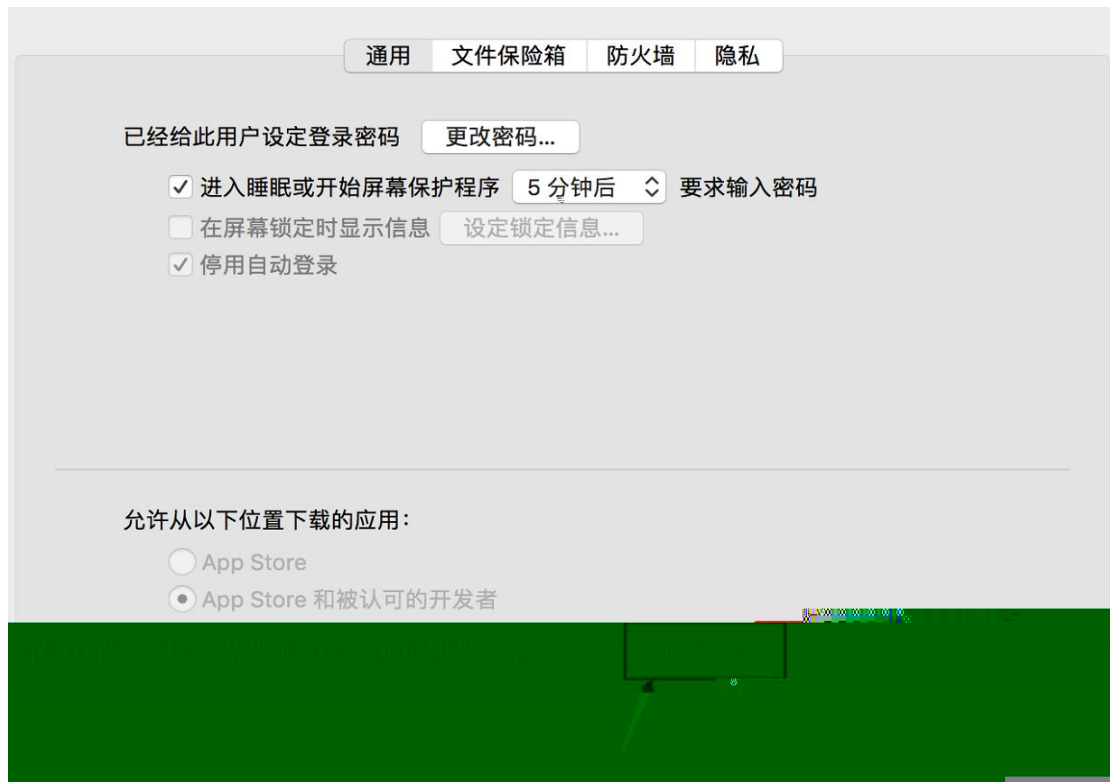 通用 文件保险箱 防火墙 隐私
已经给此用户设定登录密码 更改密码...
进入睡眠或开始屏幕保护程序 5 分钟后 要求输入密码
在屏幕锁定时显示信息 设定锁定信息...
停用自动登录
允许从以下位置下载的应用：
App Store
App Store 和被认可的开发者